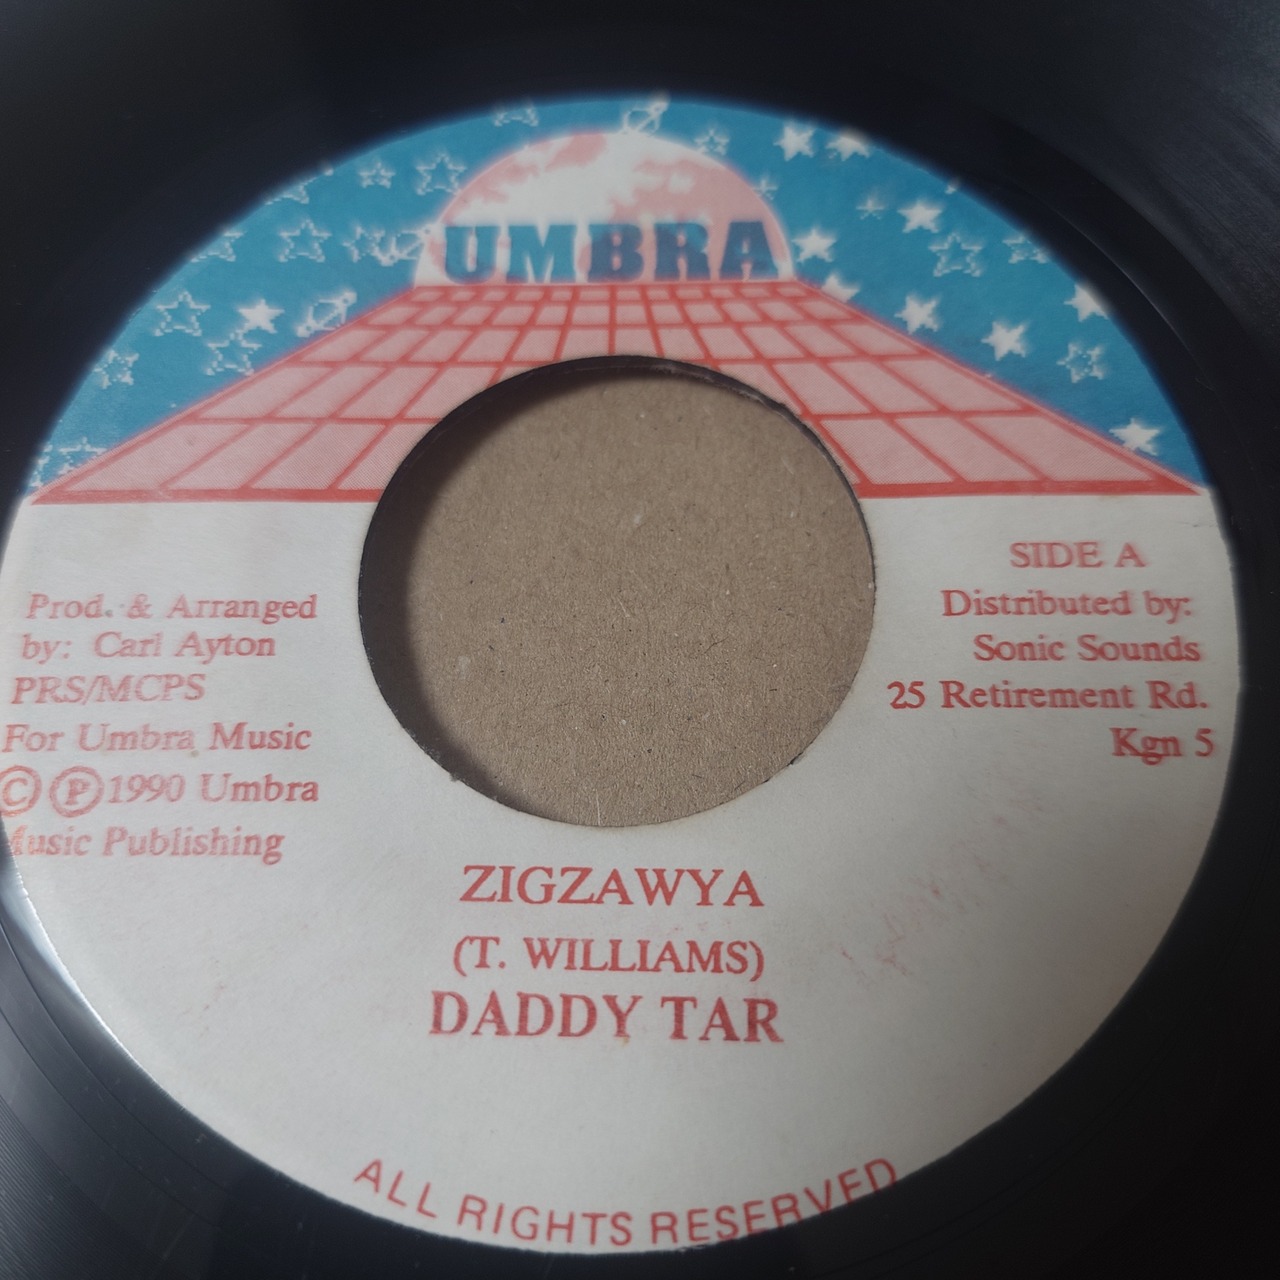 UMBRA
Prod. & Arranged
by: Carl Ayton
PRS/MCPS
For Umbra Music
© ℗ 1990 Umbra
Music Publishing
SIDE A
Distributed by:
Sonic Sounds
25 Retirement Rd.
Kgn 5
ZIGZAWYA
(T. WILLIAMS)
DADDY TAR
ALL RIGHTS RESERVED